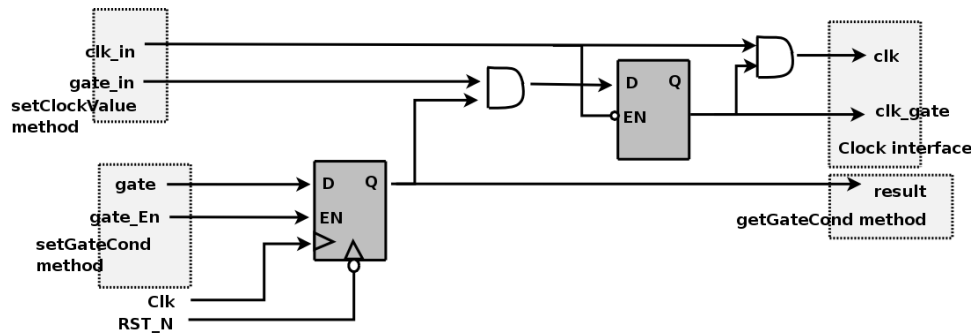 clk_in
gate_in
setClockValue
method
D
Q
EN
clk
clk_gate
Clock interface
gate
gate_En
setGateCond
method
D
Q
EN
result
getGateCond method
Clk
RST_N